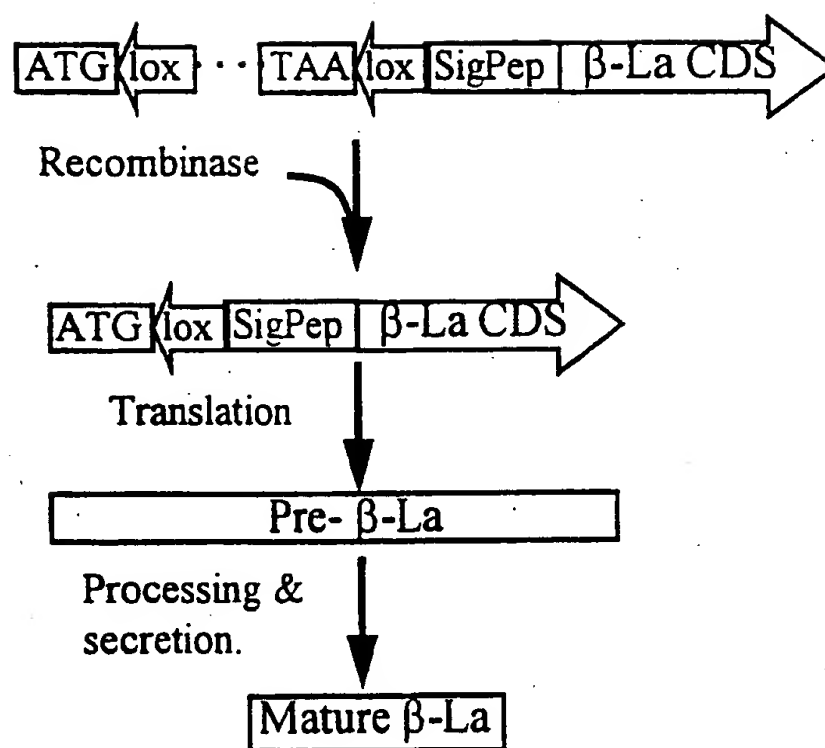 ATG lox ··· TAA lox SigPep β-La CDS
Recombinase
ATG lox SigPep β-La CDS
Translation
Pre- β-La
Processing &
secretion.
Mature β-La